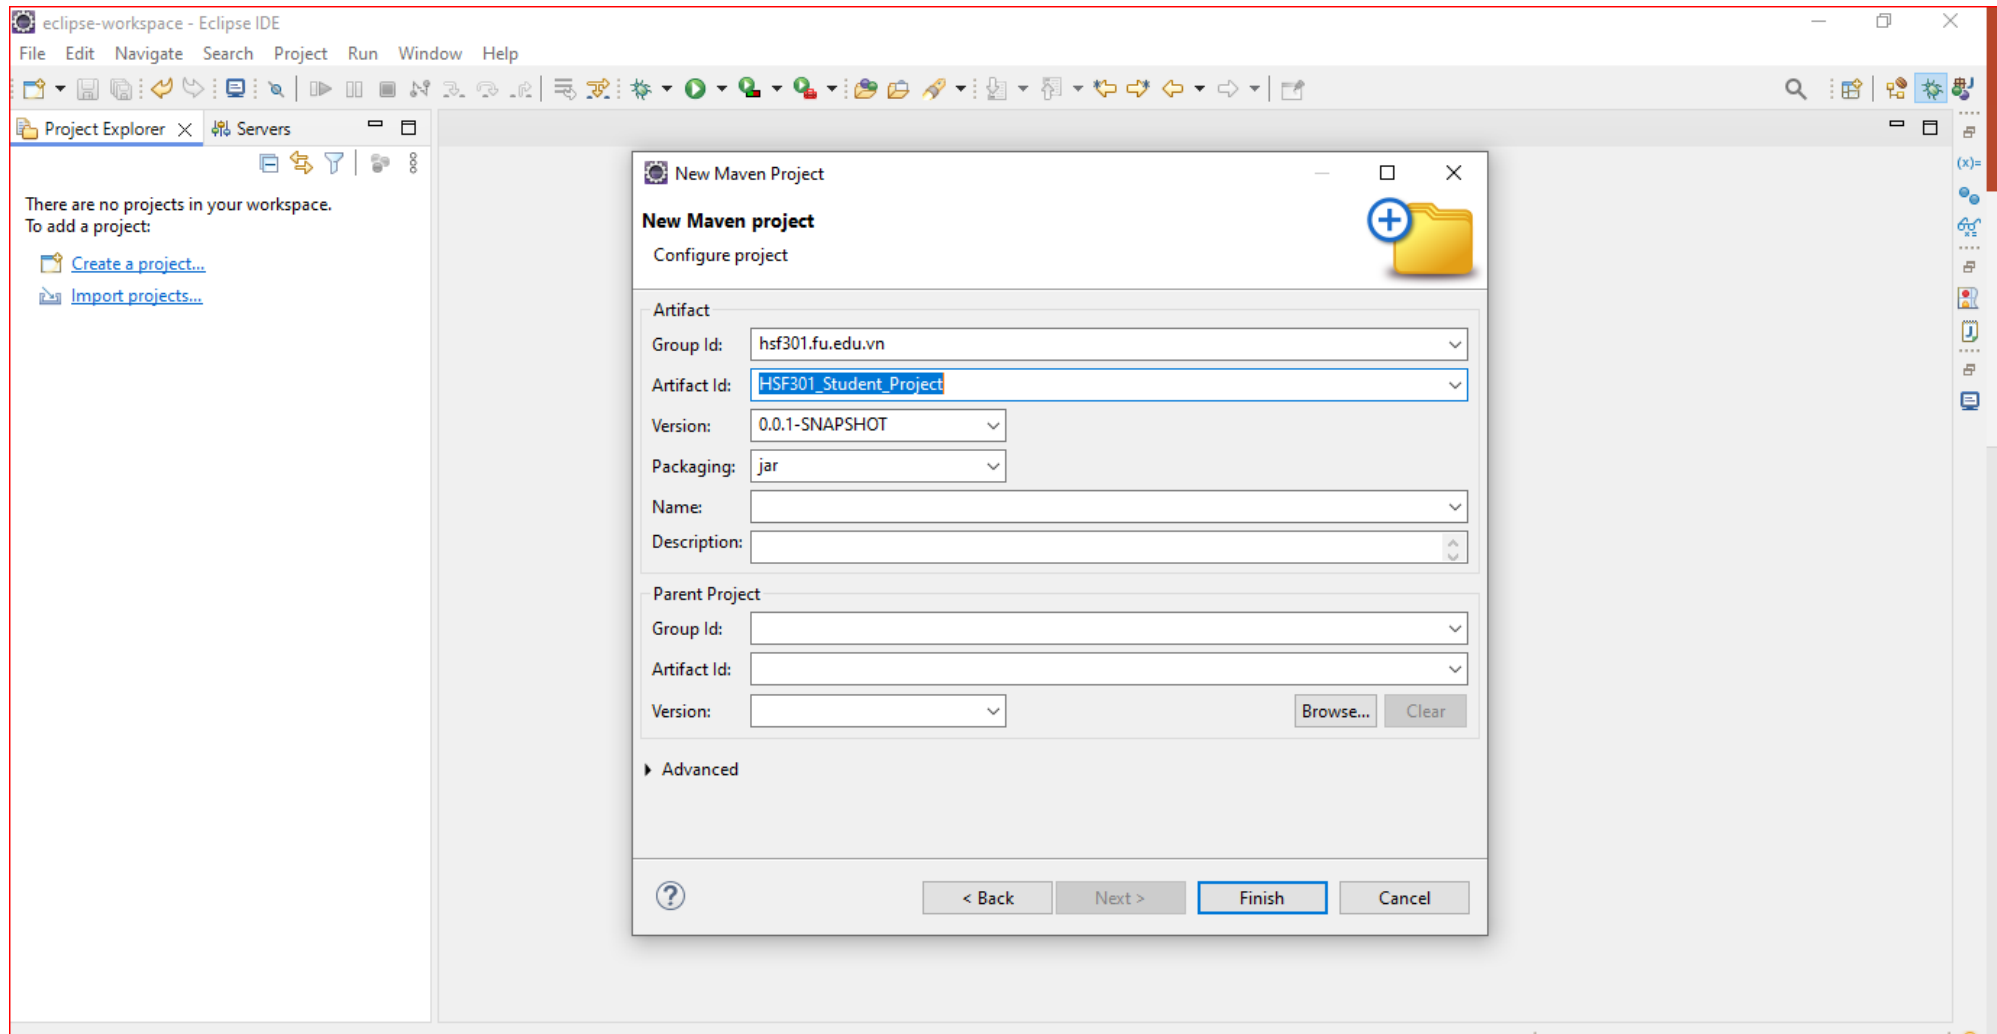 eclipse-workspace - Eclipse IDE
File Edit Navigate Search Project Run Window Help
Project Explorer Servers
There are no projects in your workspace.
To add a project:
Create a project...
Import projects...
(x)=
New Maven Project
New Maven project
Configure project
Artifact
Group Id: hsf301.fu.edu.vn
Artifact Id: HSF301_Student_Project
Version: 0.0.1-SNAPSHOT
Packaging: jar
Name:
Description:
Parent Project
Group Id:
Artifact Id:
Version: Browse... Clear
Advanced
< Back Next > Finish Cancel